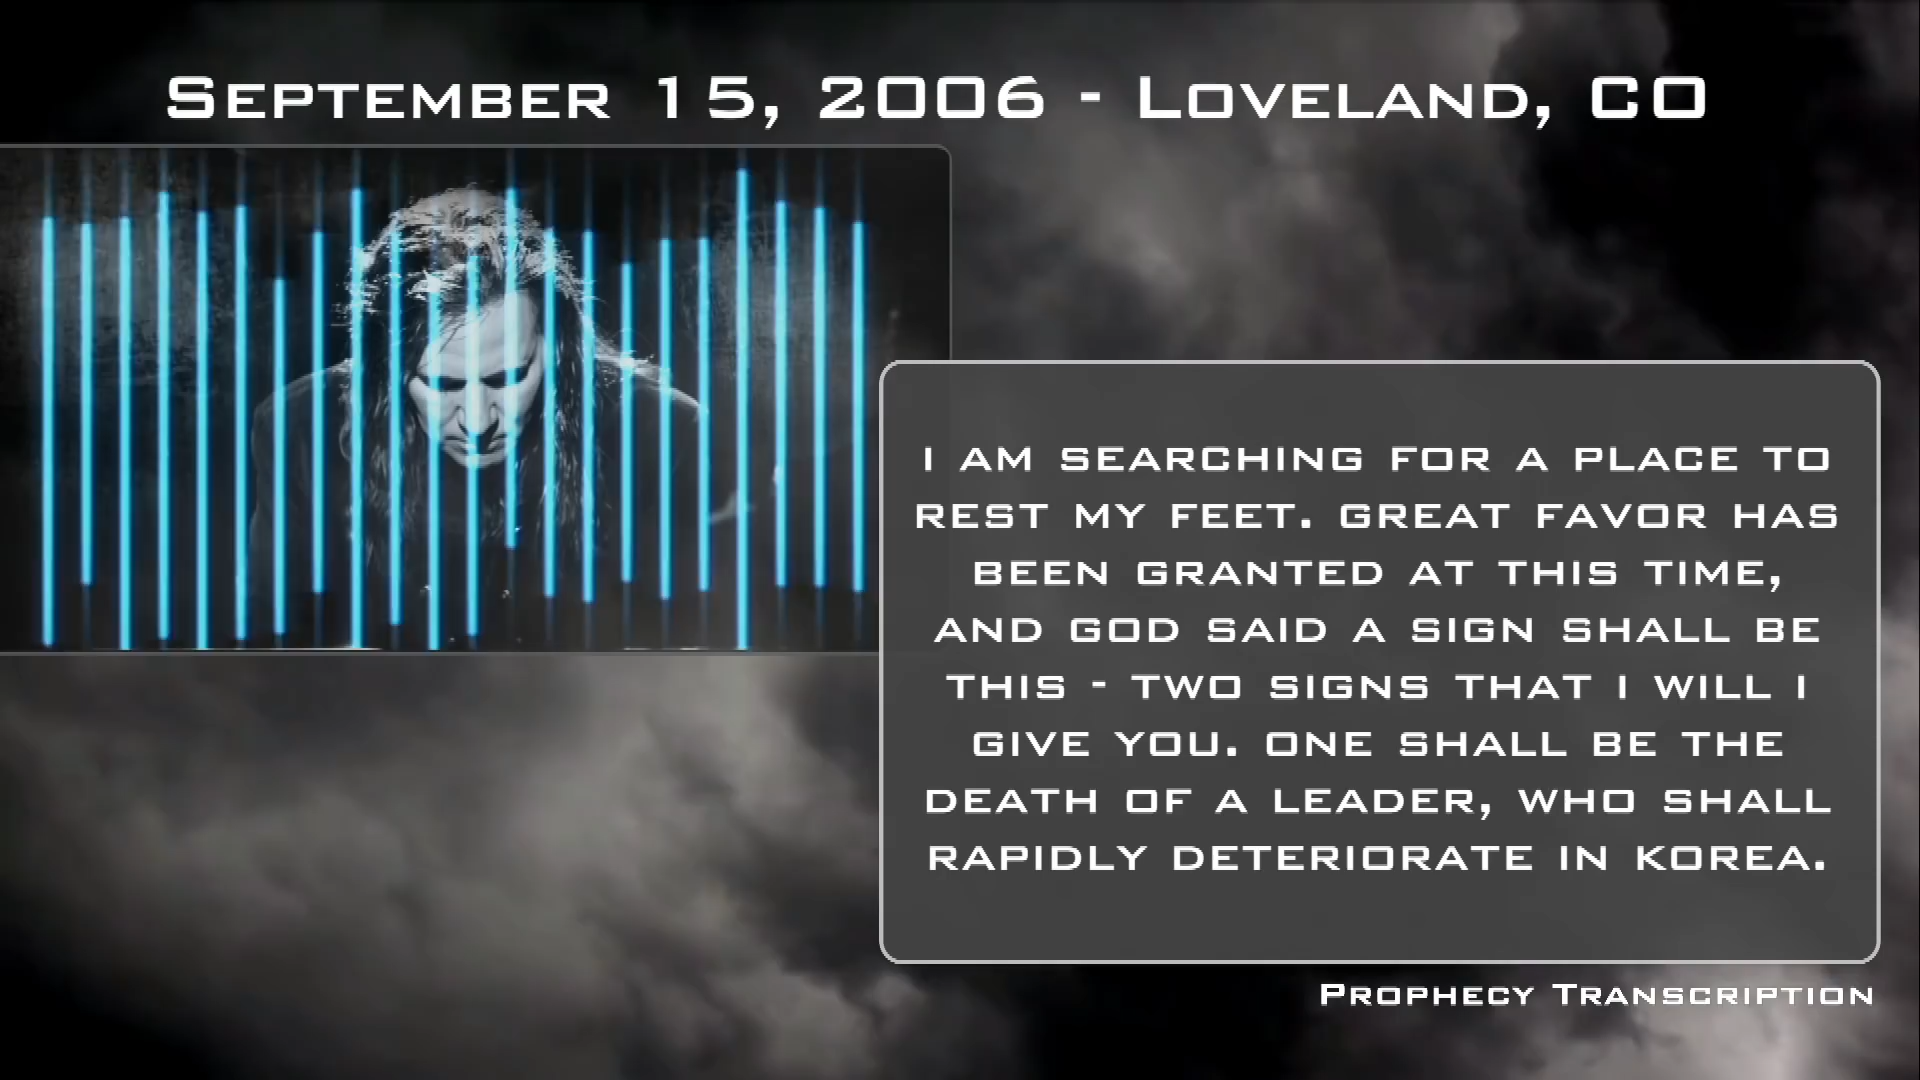 September 15, 2006 - Loveland, CO
I AM SEARCHING FOR A PLACE TO
REST MY FEET. GREAT FAVOR HAS
BEEN GRANTED AT THIS TIME,
AND GOD SAID A SIGN SHALL BE
THIS - TWO SIGNS THAT I WILL I
GIVE YOU. ONE SHALL BE THE
DEATH OF A LEADER, WHO SHALL
RAPIDLY DETERIORATE IN KOREA.
Prophecy Transcription